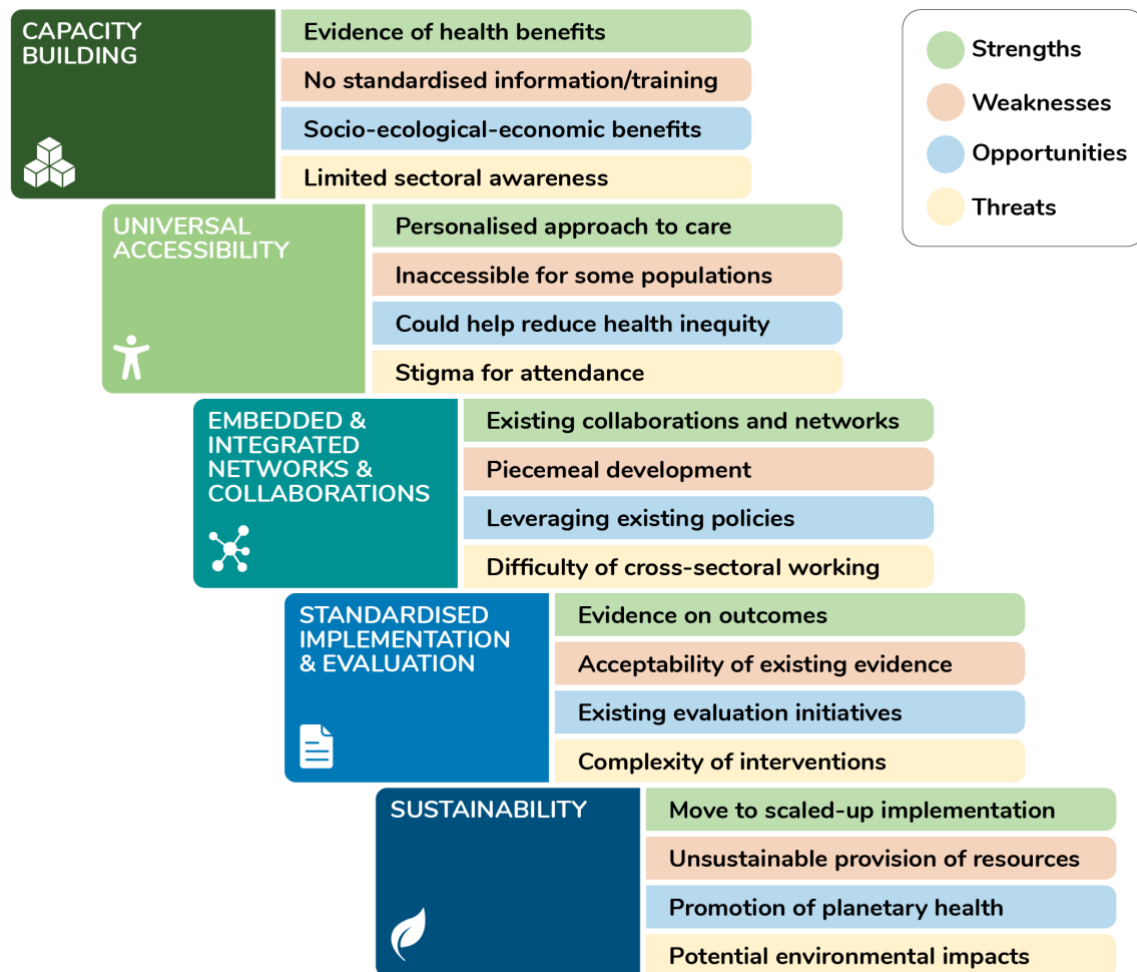 CAPACITY
BUILDING
Evidence of health benefits
No standardised information/training
Socio-ecological-economic benefits
Limited sectoral awareness
Strengths
Weaknesses
Opportunities
Threats
UNIVERSAL
ACCESSIBILITY
Personalised approach to care
Inaccessible for some populations
Could help reduce health inequity
Stigma for attendance
EMBEDDED &
INTEGRATED
NETWORKS &
COLLABORATIONS
Existing collaborations and networks
Piecemeal development
Leveraging existing policies
Difficulty of cross-sectoral working
STANDARDISED
IMPLEMENTATION
& EVALUATION
Evidence on outcomes
Acceptability of existing evidence
Existing evaluation initiatives
Complexity of interventions
SUSTAINABILITY
Move to scaled-up implementation
Unsustainable provision of resources
Promotion of planetary health
Potential environmental impacts